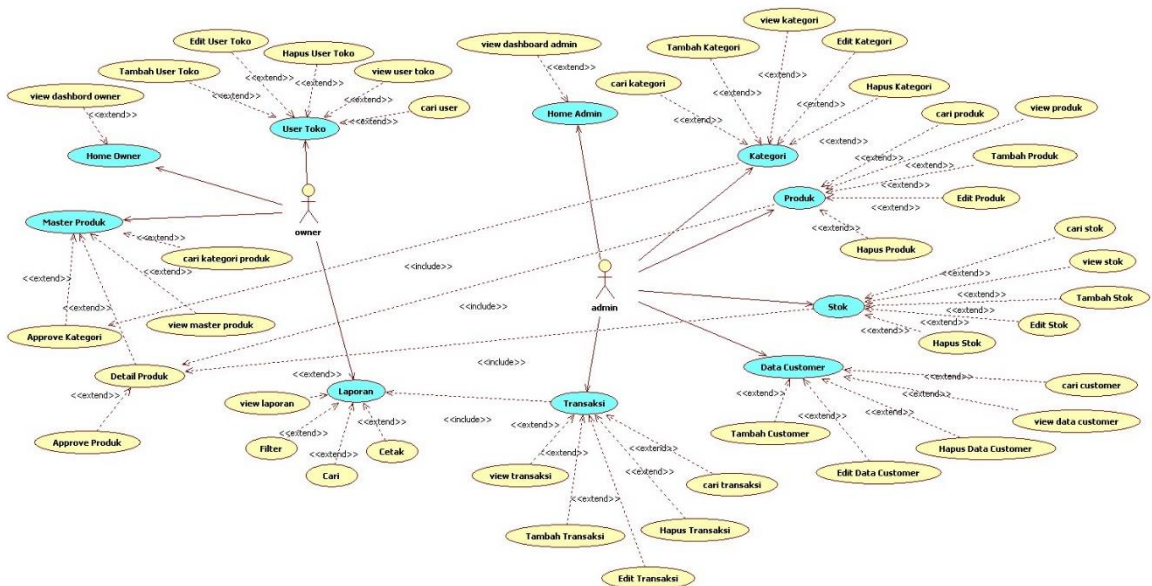 view kategori
Edit User Toko
Hapus User Toko
view dashboard admin
Tambah Kategori
Edit Kategori
<<extend>>
<<extend>>
<<extend>>
<<extend>>
<<extend>>
<<extend>>
Tambah User Toko
view user toko
cari kategori
Hapus Kategori
<<extend>>
<<extend>>
<<extend>>
<<extend>>
view dashbord owner
cari user
cari produk
view produk
<<extend>>
<<extend>>
User Toko
Home Admin
<<extend>>
<<extend>>
Home Owner
Kategori
Tambah Produk
<<extend>>
<<extend>>
Produk
Edit Produk
<<extend>>
Master Produk
owner
<<extend>>
<<extend>>
cari kategori produk
Hapus Produk
cari stok
<<extend>>
<<include>>
<<extend>>
view stok
<<extend>>
<<extend>>
Tambah Stok
<<extend>>
<<include>>
admin
Stok
<<extend>>
Edit Stok
view master produk
<<extend>>
Hapus Stok
Approve Kategori
<<include>>
Detail Produk
Data Customer
<<extend>>
<<extend>>
cari customer
Laporan
Transaksi
view laporan
<<extend>>
<<extend>>
<<extend>>
<<include>>
<<extend>>
<<extend>>
<<extend>>
<<extend>>
view data customer
Approve Produk
Filter
Cetak
Tambah Customer
Hapus Data Customer
<<extend>>
<<extend>>
Cari
view transaksi
cari transaksi
Edit Data Customer
<<extend>>
<<extend>>
<<extend>>
Tambah Transaksi
Hapus Transaksi
Edit Transaksi